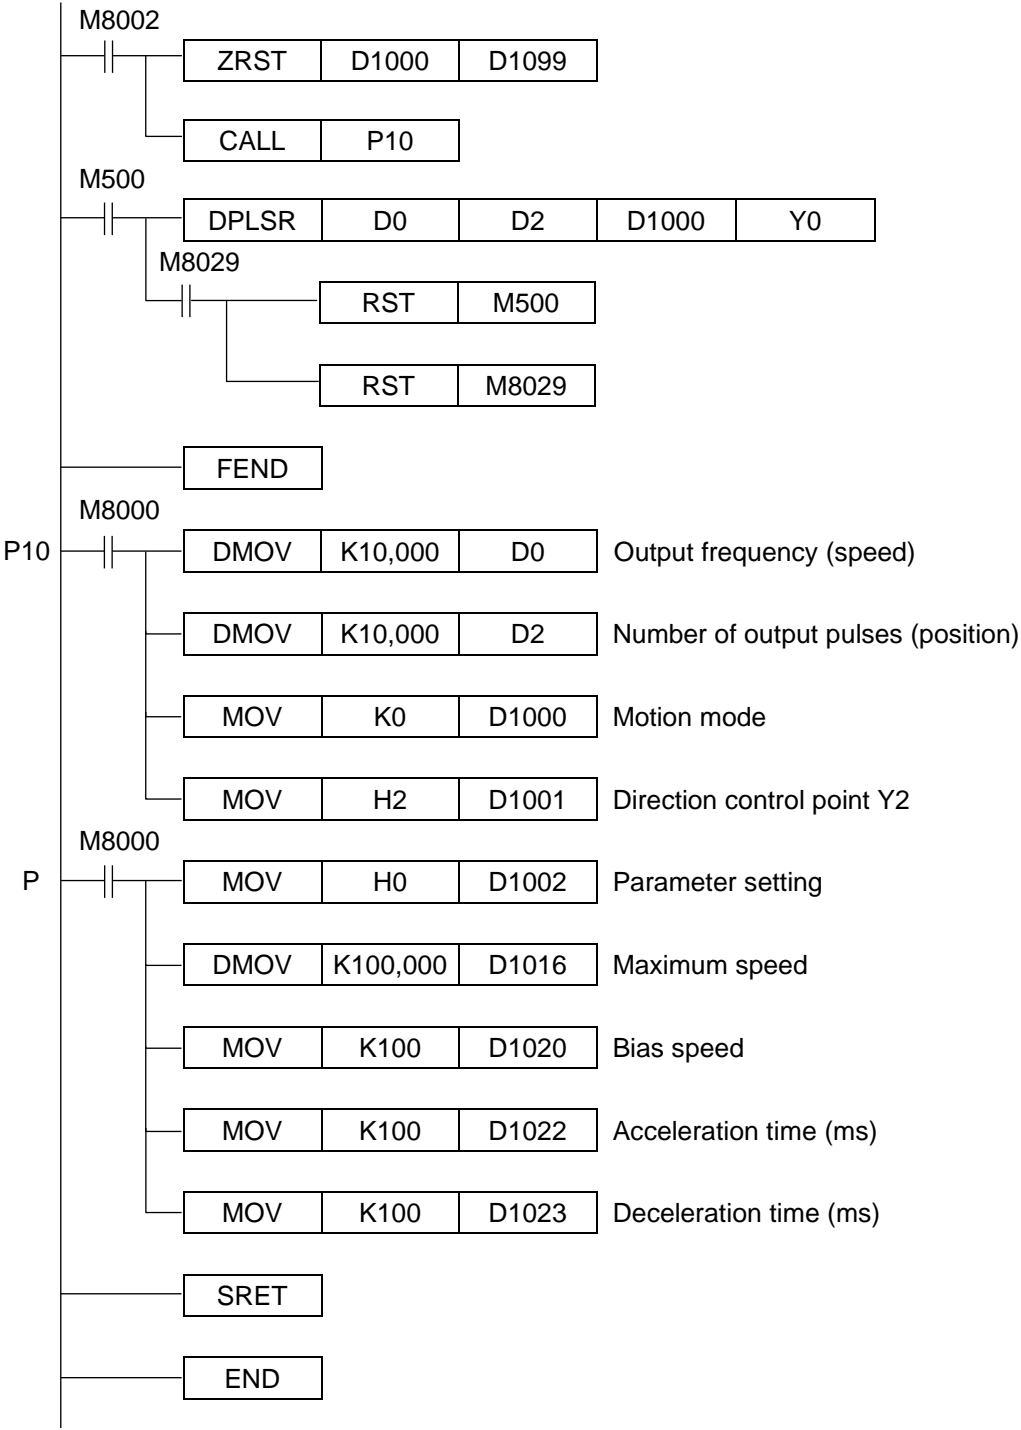 M8002
ZRST D1000 D1099
CALL P10
M500
DPLSR D0 D2 D1000 Y0
M8029
RST M500
RST M8029
FEND
M8000
P10 DMOV K10,000 D0 Output frequency (speed)
DMOV K10,000 D2 Number of output pulses (position)
MOV K0 D1000 Motion mode
MOV H2 D1001 Direction control point Y2
M8000
P MOV H0 D1002 Parameter setting
DMOV K100,000 D1016 Maximum speed
MOV K100 D1020 Bias speed
MOV K100 D1022 Acceleration time (ms)
MOV K100 D1023 Deceleration time (ms)
SRET
END